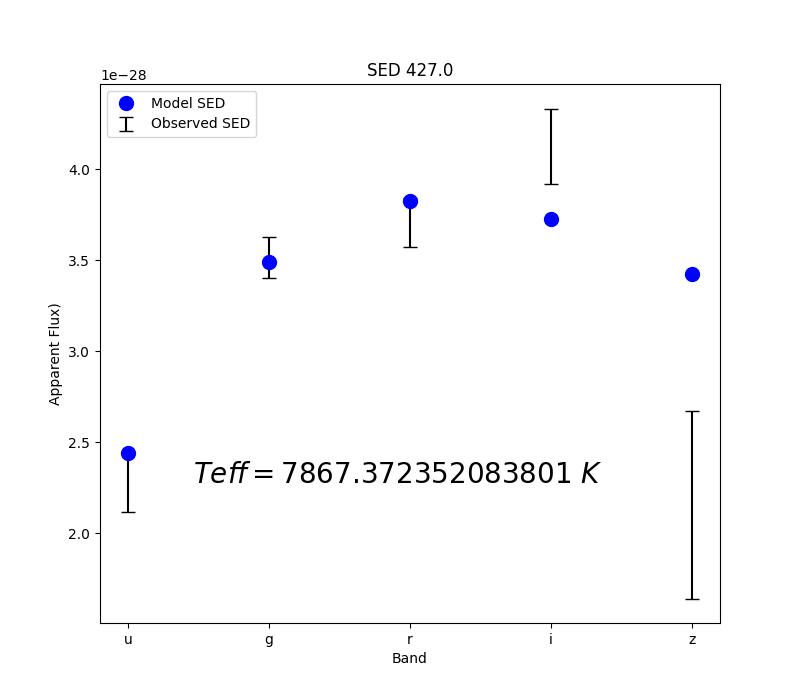 SED 427.0
1e−28
Model SED
Observed SED
4.0
3.5
3.0
2.5
2.0
Apparent Flux)
Teff = 7867.372352083801 K
u g r i z
Band